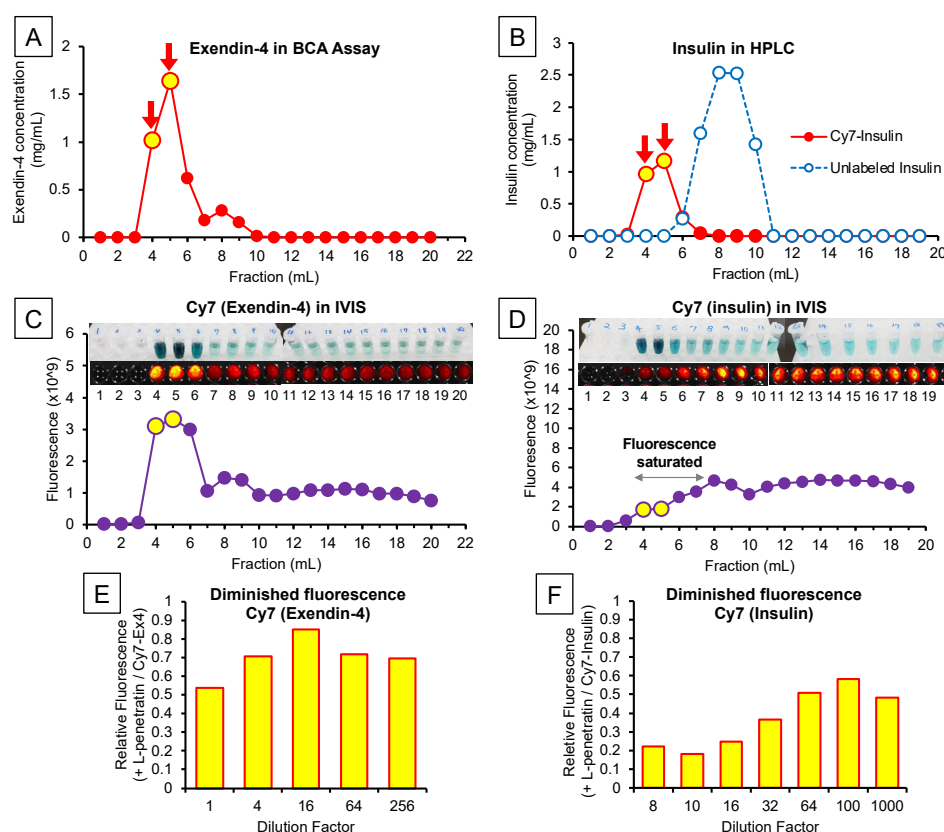 A
Exendin-4 in BCA Assay
Exendin-4 concentration
(mg/mL)
2
1.5
1
0.5
0
0 2 4 6 8 10 12 14 16 18 20 22
Fraction (mL)
B
Insulin in HPLC
Insulin concentration
(mg/mL)
3
2.5
2
1.5
1
0.5
0
0 2 4 6 8 10 12 14 16 18 20
Fraction (mL)
Cy7-Insulin
Unlabeled Insulin
C
Cy7 (Exendin-4) in IVIS
Fluorescence (x10^9)
6
5
4
3
2
1
0
1 2 3 4 5 6 7 8 9 10 11 12 13 14 15 16 17 18 19 20
0 2 4 6 8 10 12 14 16 18 20 22
Fraction (mL)
D
Cy7 (insulin) in IVIS
Fluoresence (x10^9)
20
18
16
14
12
10
8
6
4
2
0
1 2 3 4 5 6 7 8 9 10 11 12 13 14 15 16 17 18 19
Fluorescence
saturated
0 1 2 3 4 5 6 7 8 9 10 11 12 13 14 15 16 17 18 19 20
Fraction (mL)
E
Diminished fluorescence
Cy7 (Exendin-4)
Relative Fluorescence
(+ L-penetratin / Cy7-Ex4)
1
0.9
0.8
0.7
0.6
0.5
0.4
0.3
0.2
0.1
0
1 4 16 64 256
Dilution Factor
F
Diminished fluorescence
Cy7 (Insulin)
Reletive Fluorescence
(+ L-penetratin / Cy7-Insulin)
1
0.9
0.8
0.7
0.6
0.5
0.4
0.3
0.2
0.1
0
8 10 16 32 64 100 1000
Dilution Factor